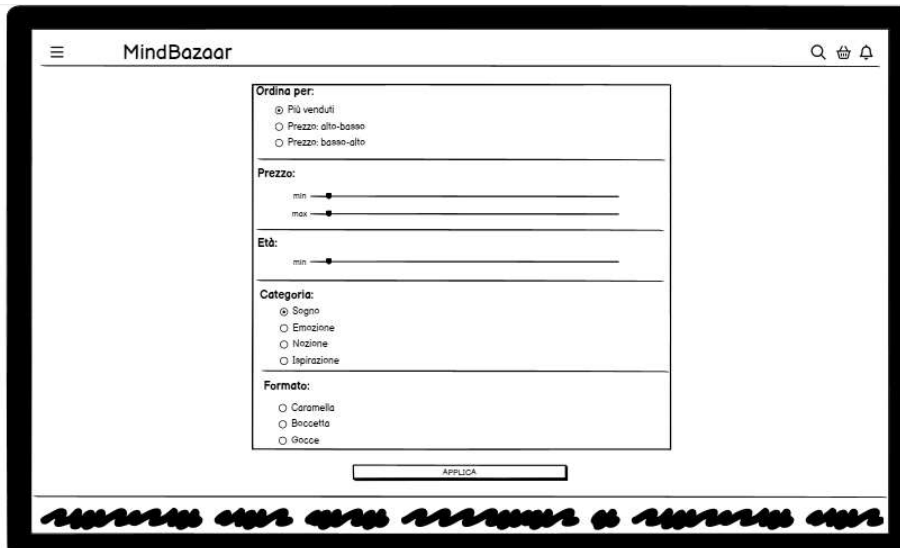 MindBazaar
Ordina per:
Più venduti
Prezzo: alto-basso
Prezzo: basso-alto
Prezzo:
min
max
Età:
min
Categoria:
Sogno
Emozione
Nozione
Ispirazione
Formato:
Caramella
Boccetta
Gocce
APPLICA